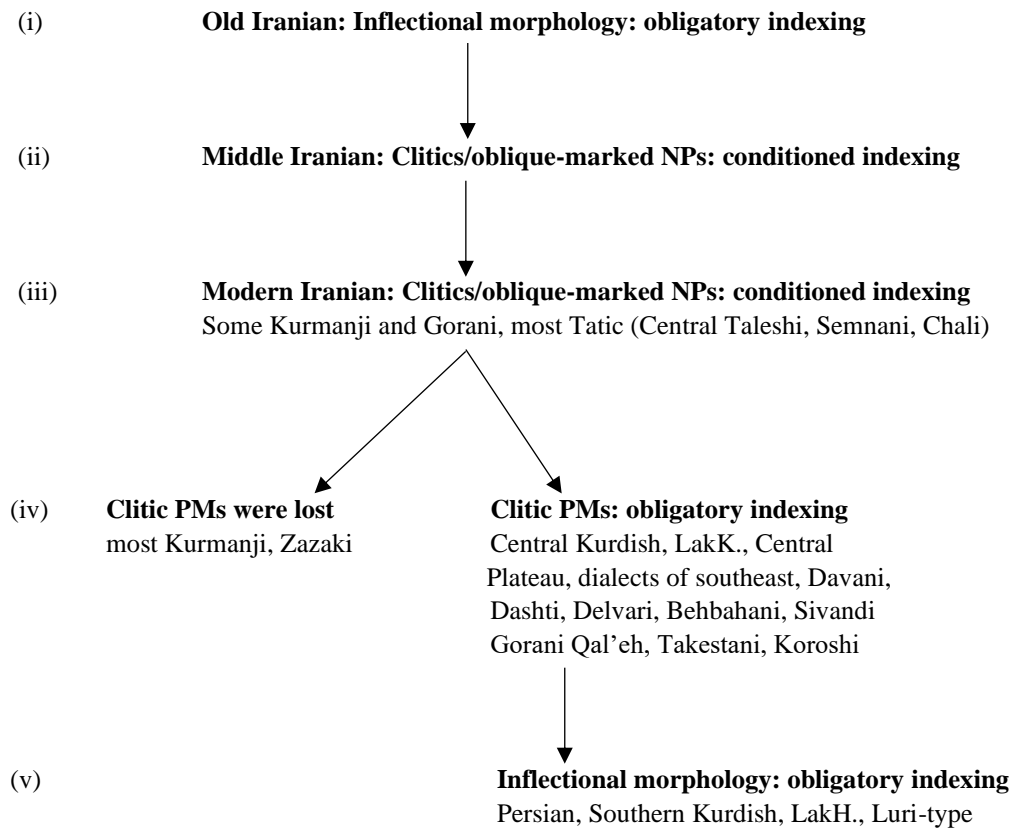 (i) Old Iranian: Inflectional morphology: obligatory indexing
(ii) Middle Iranian: Clitics/oblique-marked NPs: conditioned indexing
(iii) Modern Iranian: Clitics/oblique-marked NPs: conditioned indexing
Some Kurmanji and Gorani, most Tatic (Central Taleshi, Semnani, Chali)
(iv) Clitic PMs were lost
most Kurmanji, Zazaki
Clitic PMs: obligatory indexing
Central Kurdish, LakK., Central
Plateau, dialects of southeast, Davani,
Dashti, Delvari, Behbahani, Sivandi
Gorani Qal’eh, Takestani, Koroshi
(v) Inflectional morphology: obligatory indexing
Persian, Southern Kurdish, LakH., Luri-type